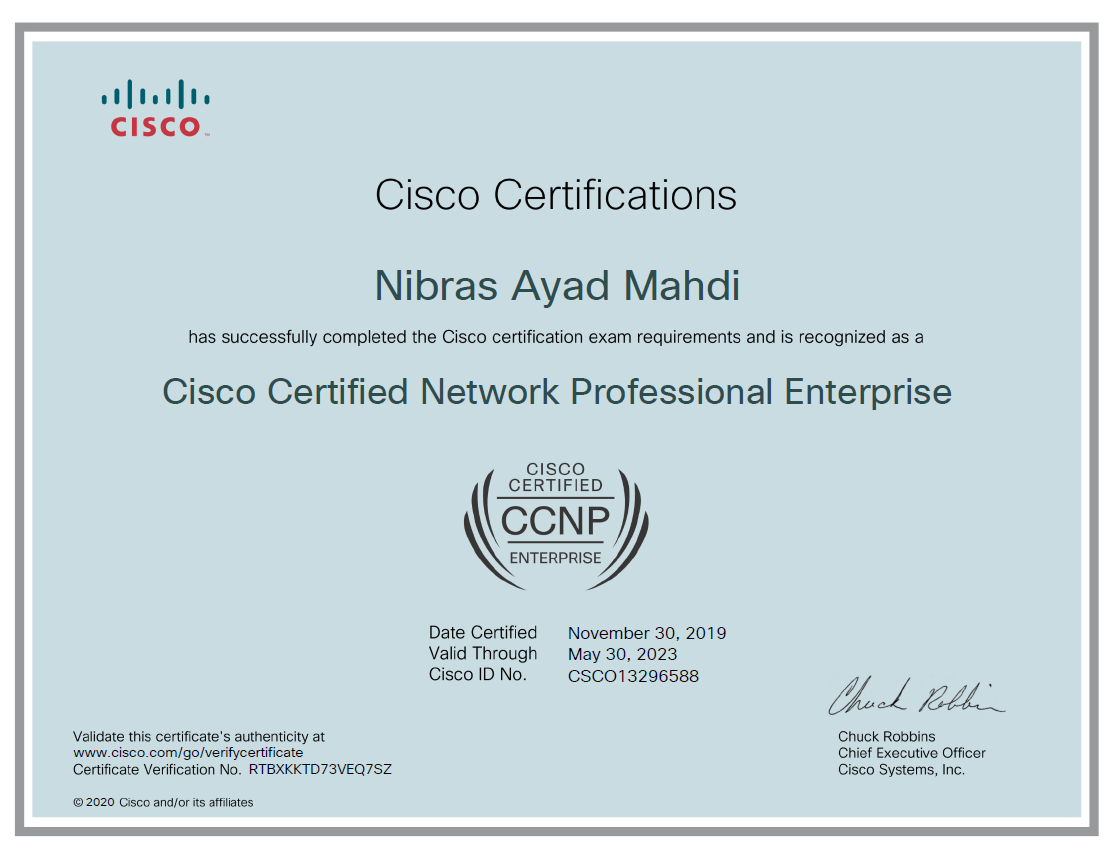 CISCO™
Cisco Certifications
Nibras Ayad Mahdi
has successfully completed the Cisco certification exam requirements and is recognized as a
Cisco Certified Network Professional Enterprise
CISCO
CERTIFIED
CCNP
ENTERPRISE
Date Certified November 30, 2019
Valid Through May 30, 2023
Cisco ID No. CSCO13296588
Chuck Robbins
Validate this certificate's authenticity at
www.cisco.com/go/verifycertificate
Certificate Verification No. RTBXKKTD73VEQ7SZ
© 2020 Cisco and/or its affiliates
Chuck Robbins
Chief Executive Officer
Cisco Systems, Inc.